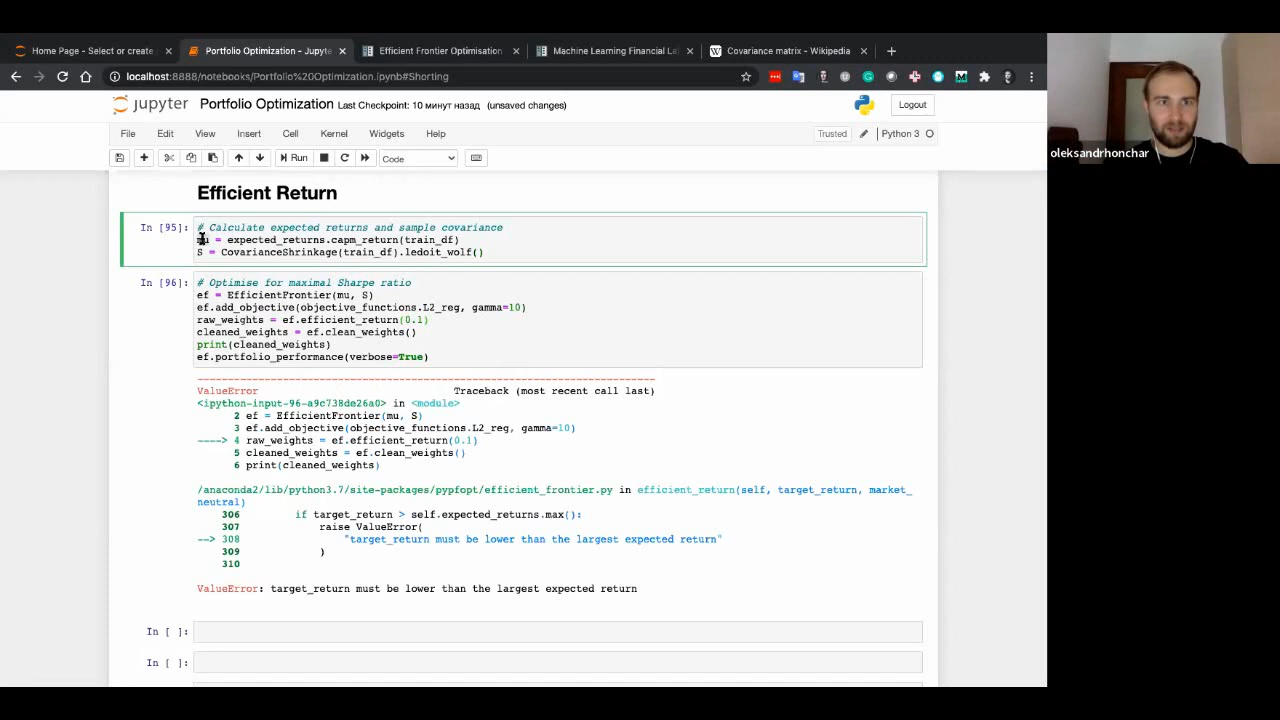 Home Page - Select or create
Portfolio Optimization - Jupyte
Efficient Frontier Optimisation
Machine Learning Financial La
Covariance matrix - Wikipedia
localhost:8888/notebooks/Portfolio%20Optimization.ipynb#Shorting
jupyter Portfolio Optimization Last Checkpoint: 10 минут назад (unsaved changes)
Logout
File Edit View Insert Cell Kernel Widgets Help
Trusted Python 3
Run Code
Efficient Return
In [95]: # Calculate expected returns and sample covariance
mu = expected_returns.capm_return(train_df)
S = CovarianceShrinkage(train_df).ledoit_wolf()
In [96]: # Optimise for maximal Sharpe ratio
ef = EfficientFrontier(mu, S)
ef.add_objective(objective_functions.L2_reg, gamma=10)
raw_weights = ef.efficient_return(0.1)
cleaned_weights = ef.clean_weights()
print(cleaned_weights)
ef.portfolio_performance(verbose=True)
---------------------------------------------------------------------------
ValueError Traceback (most recent call last)
<ipython-input-96-a9c738de26a0> in <module>
2 ef = EfficientFrontier(mu, S)
3 ef.add_objective(objective_functions.L2_reg, gamma=10)
----> 4 raw_weights = ef.efficient_return(0.1)
5 cleaned_weights = ef.clean_weights()
6 print(cleaned_weights)
/anaconda2/lib/python3.7/site-packages/pypfopt/efficient_frontier.py in efficient_return(self, target_return, market_
neutral)
306 if target_return > self.expected_returns.max():
307 raise ValueError(
--> 308 "target_return must be lower than the largest expected return"
309 )
310
ValueError: target_return must be lower than the largest expected return
In [ ]:
In [ ]:
oleksandrhonchar